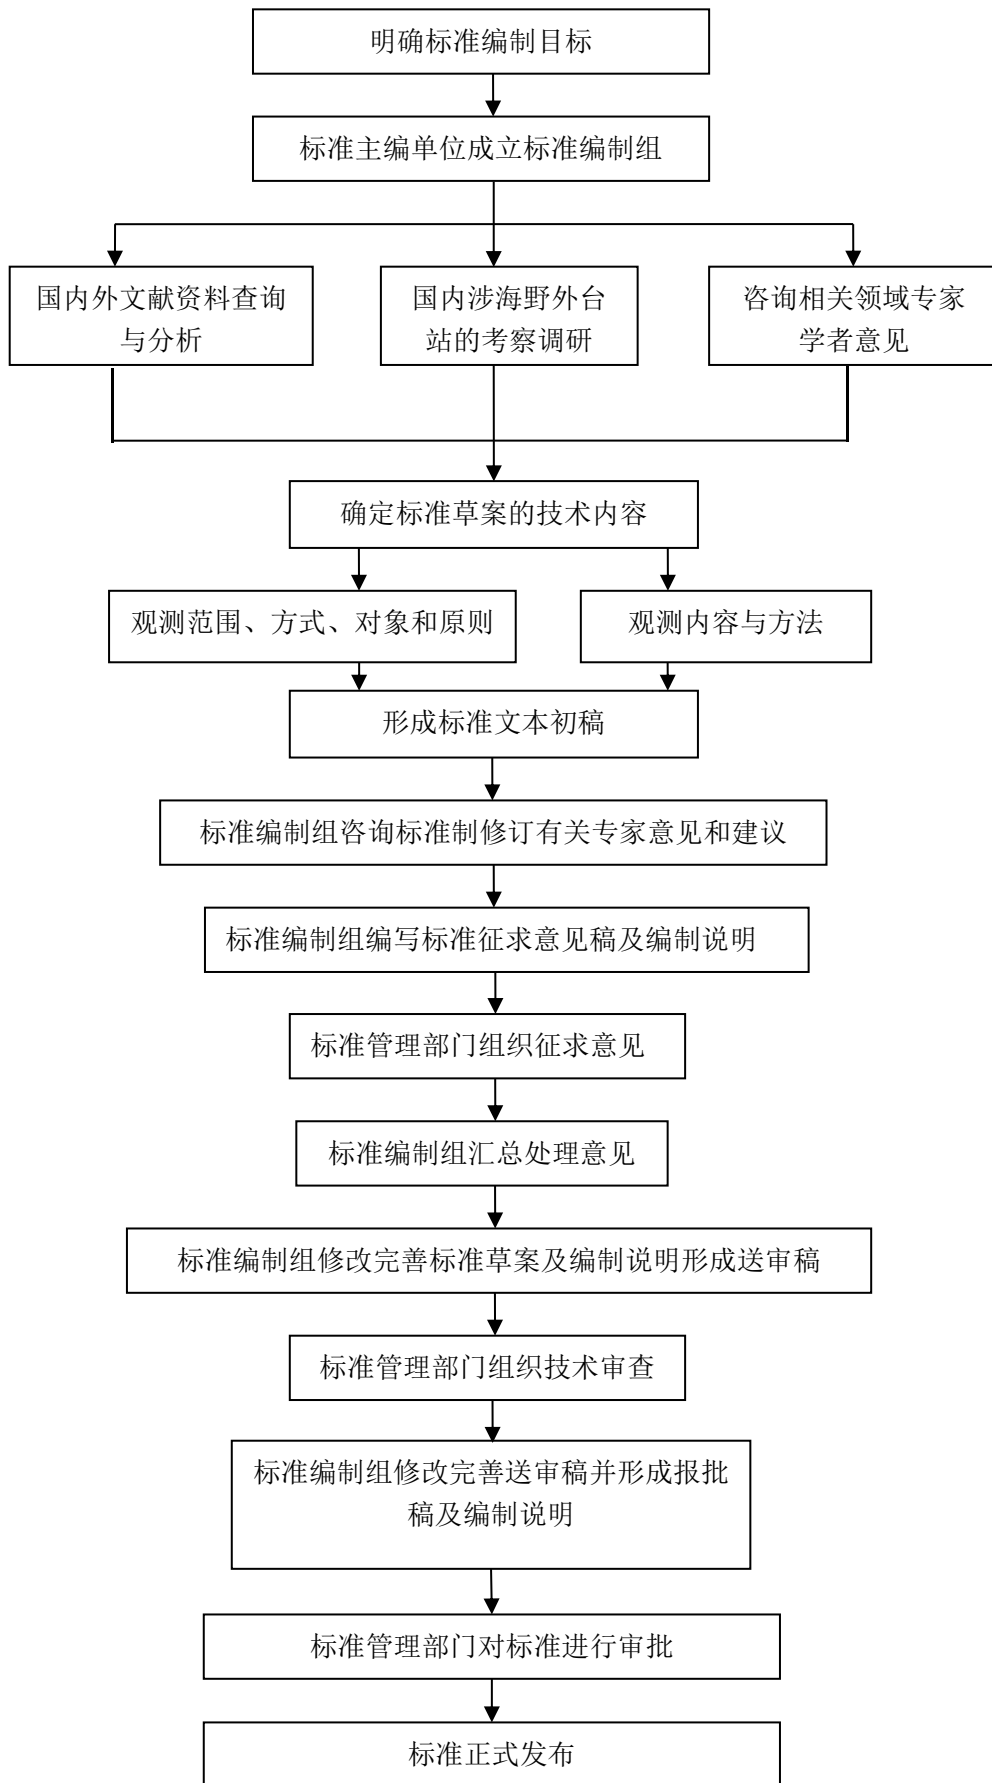 明确标准编制目标
标准主编单位成立标准编制组
国内外文献资料查询
与分析
国内涉海野外台
站的考察调研
咨询相关领域专家
学者意见
确定标准草案的技术内容
观测范围、方式、对象和原则
观测内容与方法
形成标准文本初稿
标准编制组咨询标准制修订有关专家意见和建议
标准编制组编写标准征求意见稿及编制说明
标准管理部门组织征求意见
标准编制组汇总处理意见
标准编制组修改完善标准草案及编制说明形成送审稿
标准管理部门组织技术审查
标准编制组修改完善送审稿并形成报批
稿及编制说明
标准管理部门对标准进行审批
标准正式发布